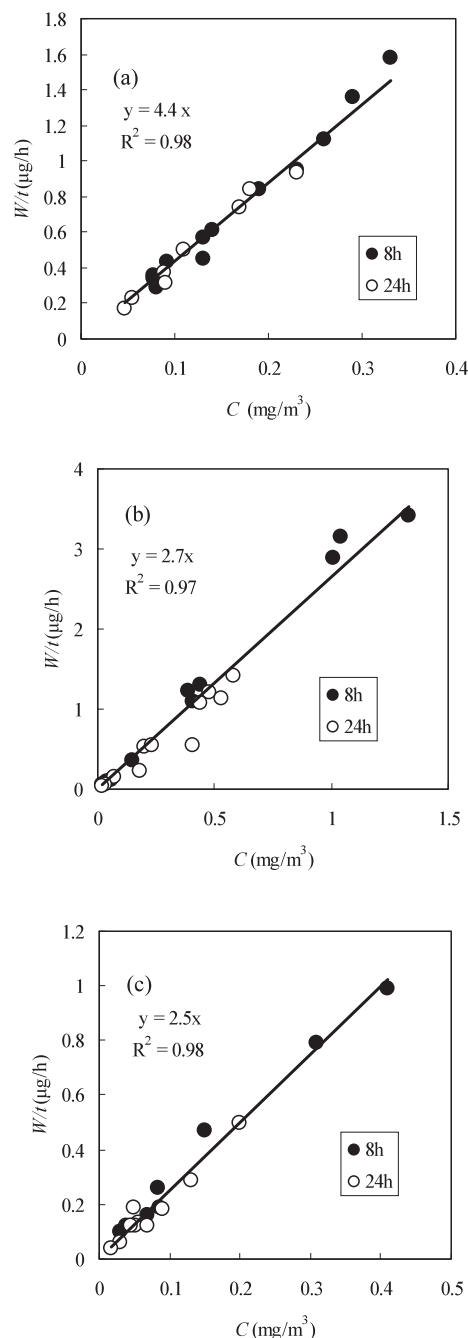 1.8
1.6
1.4
1.2
1
0.8
0.6
0.4
0.2
0
W/t(μg/h)
(a)
y = 4.4 x
R² = 0.98
8h
24h
0 0.1 0.2 0.3 0.4
C (mg/m³)
4
3
2
1
0
W/t(μg/h)
(b)
y = 2.7x
R² = 0.97
8h
24h
0 0.5 1 1.5
C (mg/m³)
1.2
1
0.8
0.6
0.4
0.2
0
W/t(μg/h)
(c)
y = 2.5x
R² = 0.98
8h
24h
0 0.1 0.2 0.3 0.4 0.5
C (mg/m³)